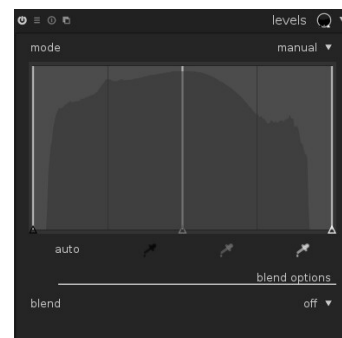 levels
mode manual
auto
blend options
blend off